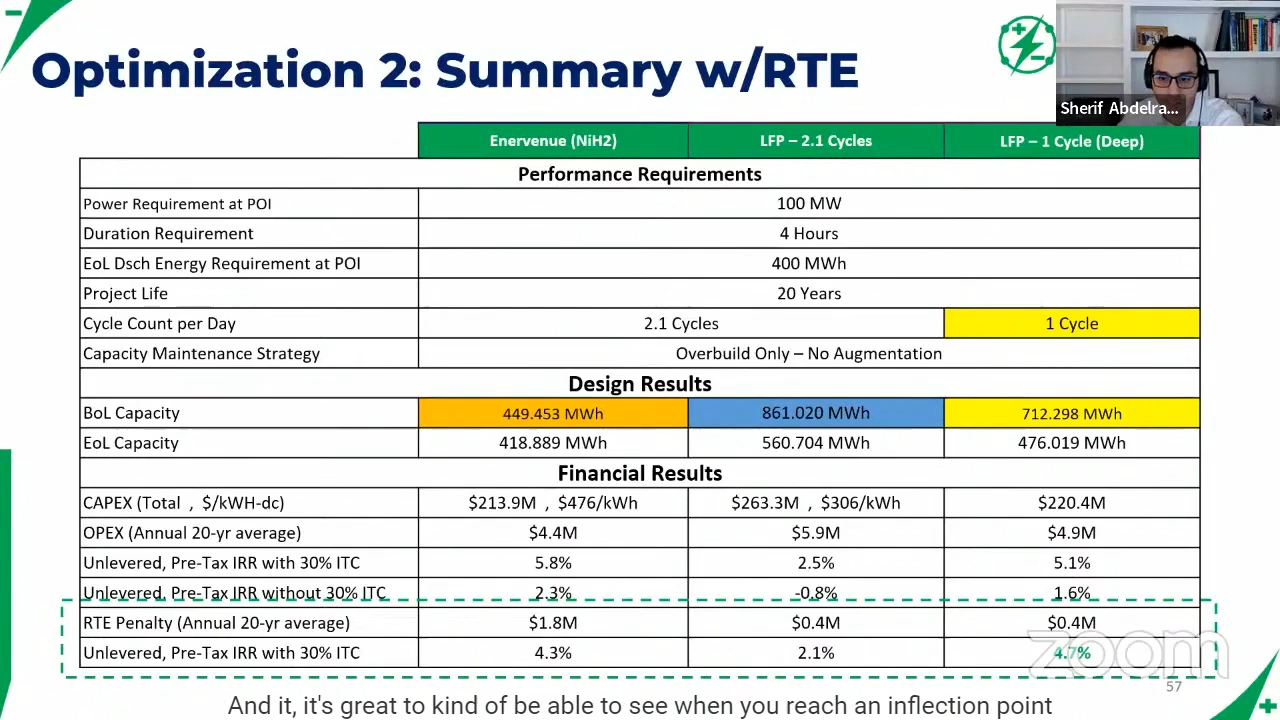 Optimization 2: Summary w/RTE
Sherif Abdelra...
Enervenue (NiH2) LFP – 2.1 Cycles LFP – 1 Cycle (Deep)
Performance Requirements
Power Requirement at POI 100 MW
Duration Requirement 4 Hours
EoL Dsch Energy Requirement at POI 400 MWh
Project Life 20 Years
Cycle Count per Day 2.1 Cycles 1 Cycle
Capacity Maintenance Strategy Overbuild Only – No Augmentation
Design Results
BoL Capacity 449.453 MWh 861.020 MWh 712.298 MWh
EoL Capacity 418.889 MWh 560.704 MWh 476.019 MWh
Financial Results
CAPEX (Total , $/kWH-dc) $213.9M , $476/kWh $263.3M , $306/kWh $220.4M
OPEX (Annual 20-yr average) $4.4M $5.9M $4.9M
Unlevered, Pre-Tax IRR with 30% ITC 5.8% 2.5% 5.1%
Unlevered, Pre-Tax IRR without 30% ITC 2.3% -0.8% 1.6%
RTE Penalty (Annual 20-yr average) $1.8M $0.4M $0.4M
Unlevered, Pre-Tax IRR with 30% ITC 4.3% 2.1% 4.7%
zoom
57
And it, it's great to kind of be able to see when you reach an inflection point